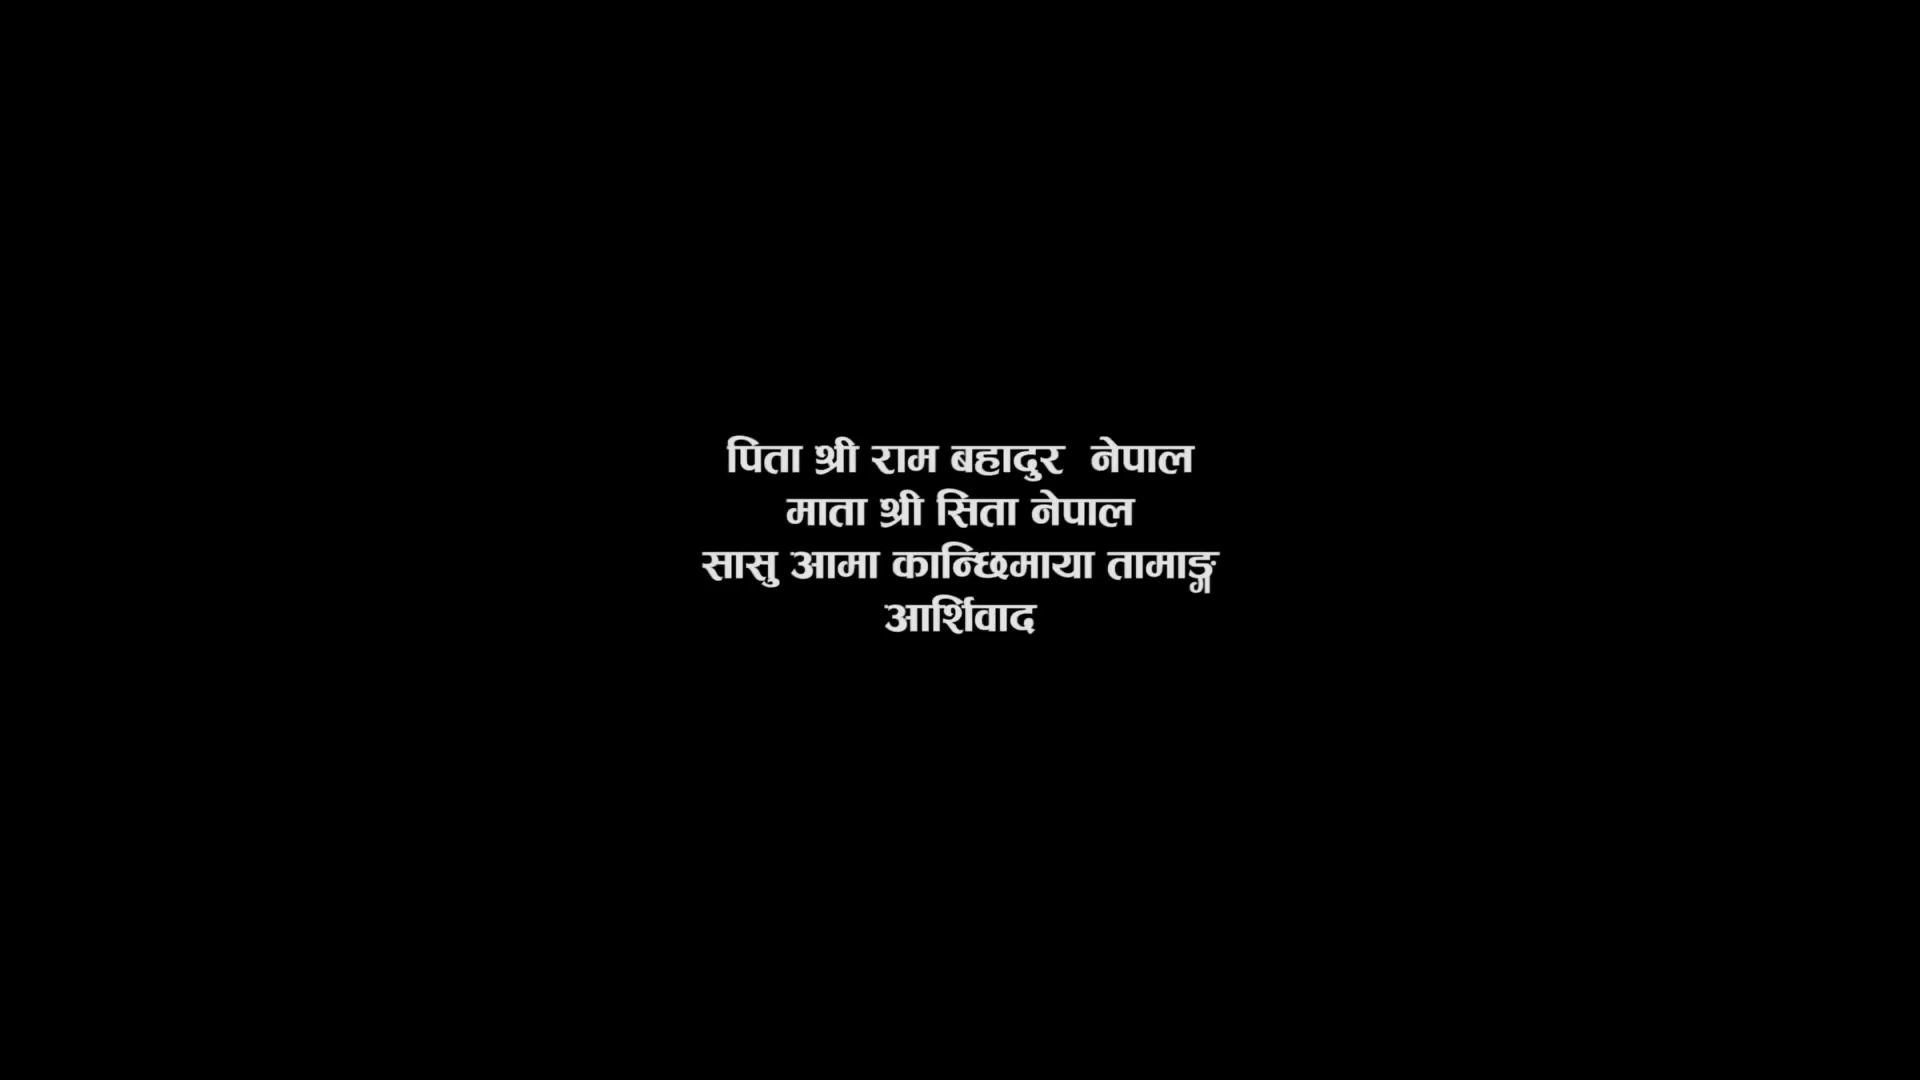 पिता श्री राम बहादुर नेपाल
माता श्री सिता नेपाल
सासु आमा कान्छिमाया तामाङ्ग
आर्शिवाद